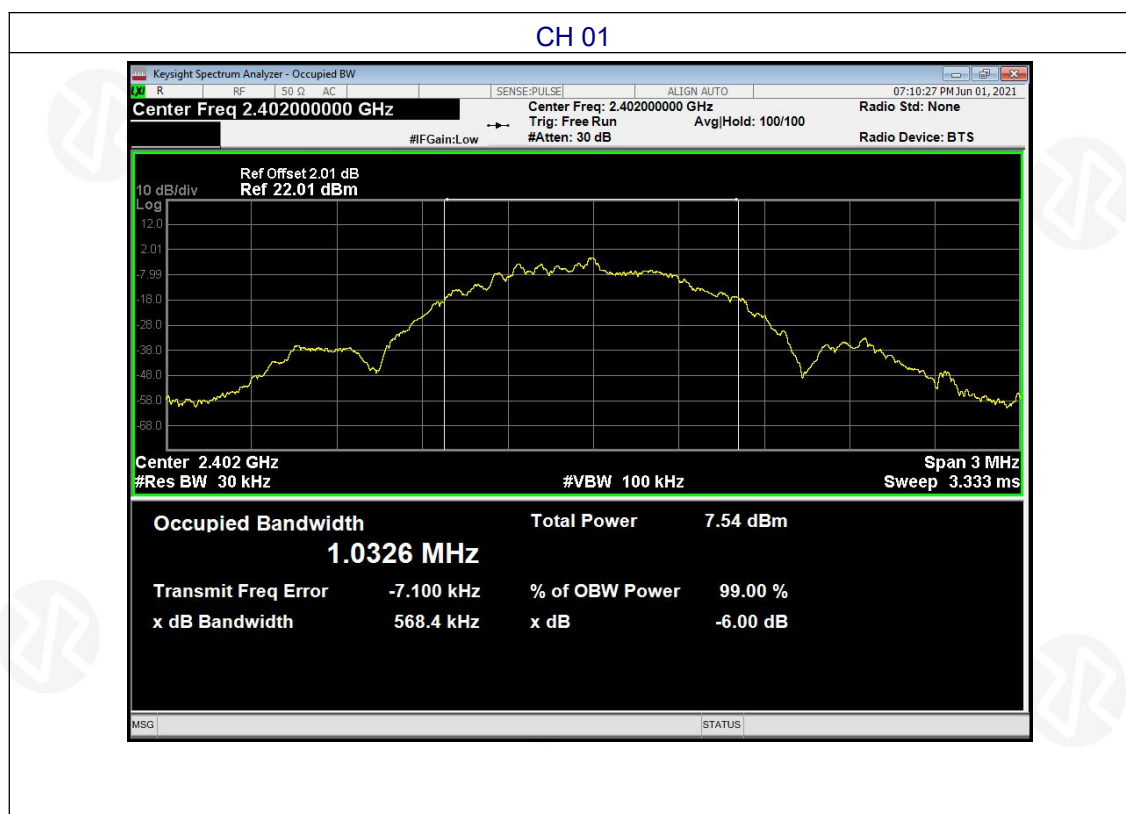 CH 01
Keysight Spectrum Analyzer - Occupied BW
LXI R RF 50 Ω AC SENSE:PULSE ALIGN AUTO 07:10:27 PM Jun 01, 2021
Center Freq 2.402000000 GHz Center Freq: 2.402000000 GHz Radio Std: None
Trig: Free Run Avg|Hold: 100/100
#IFGain:Low #Atten: 30 dB Radio Device: BTS
Ref Offset 2.01 dB
10 dB/div Ref 22.01 dBm
Log
12.0
2.01
-7.99
-18.0
-28.0
-38.0
-48.0
-58.0
-68.0
Center 2.402 GHz Span 3 MHz
#Res BW 30 kHz #VBW 100 kHz Sweep 3.333 ms
Occupied Bandwidth Total Power 7.54 dBm
1.0326 MHz
Transmit Freq Error -7.100 kHz % of OBW Power 99.00 %
x dB Bandwidth 568.4 kHz x dB -6.00 dB
MSG STATUS